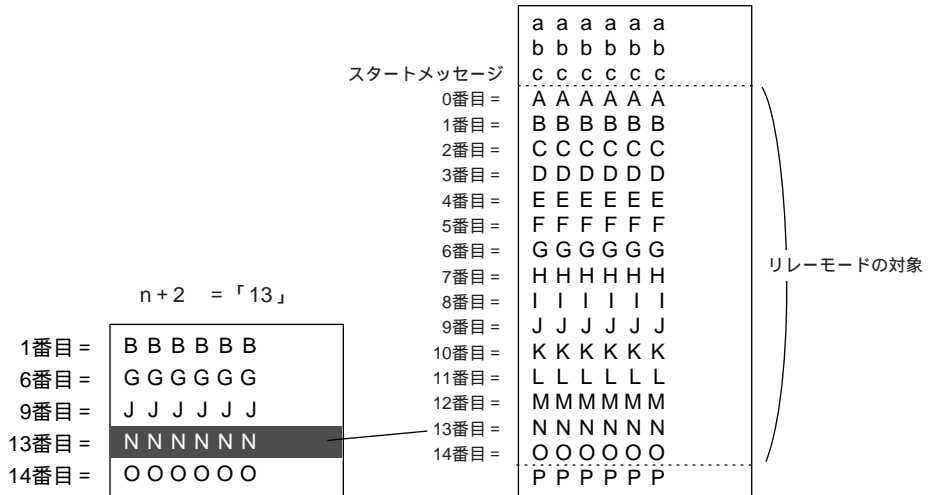 a a a a a a
b b b b b b
スタートメッセージ c c c c c c
0番目 = A A A A A A
1番目 = B B B B B B
2番目 = C C C C C C
3番目 = D D D D D D
4番目 = E E E E E E
5番目 = F F F F F F
6番目 = G G G G G G
7番目 = H H H H H H
8番目 = I I I I I I
9番目 = J J J J J J
10番目 = K K K K K K
11番目 = L L L L L L
12番目 = M M M M M M
13番目 = N N N N N N
14番目 = O O O O O O
P P P P P P
リレーモードの対象
n + 2 =「13」
1番目 = B B B B B B
6番目 = G G G G G G
9番目 = J J J J J J
13番目 = N N N N N N
14番目 = O O O O O O